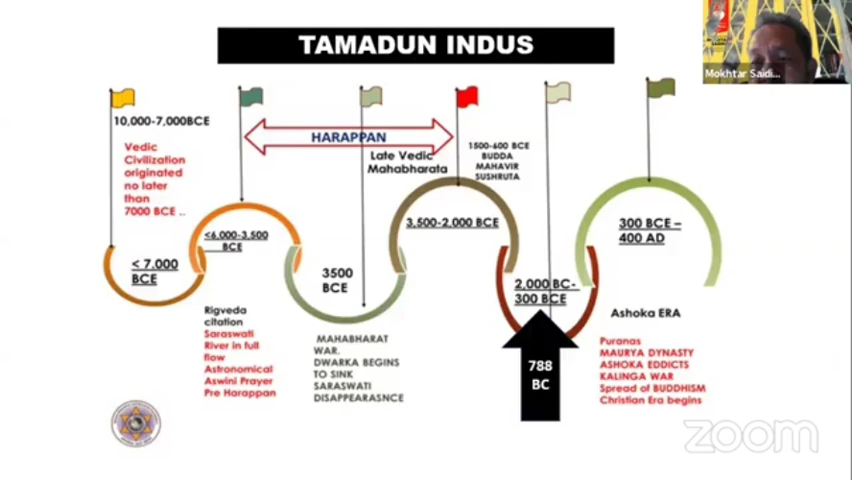 TAMADUN INDUS
Mokhtar Saidi...
10,000-7,000BCE
Vedic
Civilization
originated
no later
than
7000 BCE ..
< 7,000
BCE
HARAPPAN
Late Vedic
Mahabharata
<6,000-3,500
BCE
Rigveda
citation
Saraswati
River in full
flow
Astronomical
Aswini Prayer
Pre Harappan
3500
BCE
MAHABHARAT
WAR.
DWARKA BEGINS
TO SINK
SARASWATI
DISAPPEARASNCE
3,500-2,000 BCE
1500-600 BCE
BUDDA
MAHAVIR
SUSHRUTA
2,000 BC-
300 BCE
788
BC
300 BCE –
400 AD
Ashoka ERA
Puranas
MAURYA DYNASTY
ASHOKA EDDICTS
KALINGA WAR
Spread of BUDDHISM
Christian Era begins
zoom